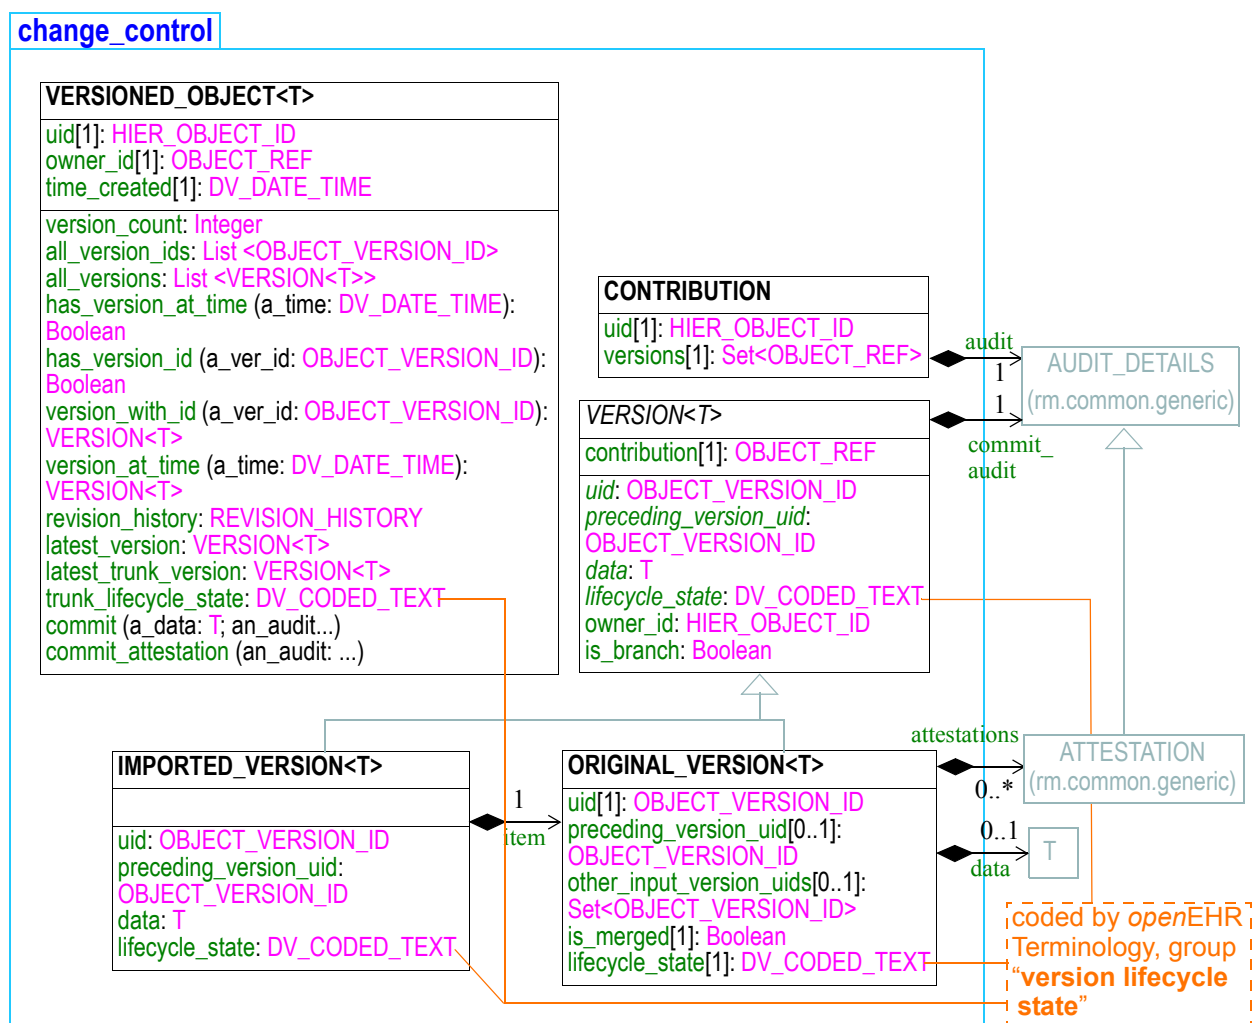 change_control
VERSIONED_OBJECT<T>
uid[1]: HIER_OBJECT_ID
owner_id[1]: OBJECT_REF
time_created[1]: DV_DATE_TIME
version_count: Integer
all_version_ids: List <OBJECT_VERSION_ID>
all_versions: List <VERSION<T>>
has_version_at_time (a_time: DV_DATE_TIME):
Boolean
has_version_id (a_ver_id: OBJECT_VERSION_ID):
Boolean
version_with_id (a_ver_id: OBJECT_VERSION_ID):
VERSION<T>
version_at_time (a_time: DV_DATE_TIME):
VERSION<T>
revision_history: REVISION_HISTORY
latest_version: VERSION<T>
latest_trunk_version: VERSION<T>
trunk_lifecycle_state: DV_CODED_TEXT
commit (a_data: T; an_audit...)
commit_attestation (an_audit: ...)
CONTRIBUTION
uid[1]: HIER_OBJECT_ID
versions[1]: Set<OBJECT_REF>
audit
1
AUDIT_DETAILS
(rm.common.generic)
VERSION<T>
contribution[1]: OBJECT_REF
uid: OBJECT_VERSION_ID
preceding_version_uid:
OBJECT_VERSION_ID
data: T
lifecycle_state: DV_CODED_TEXT
owner_id: HIER_OBJECT_ID
is_branch: Boolean
1
commit_
audit
IMPORTED_VERSION<T>
uid: OBJECT_VERSION_ID
preceding_version_uid:
OBJECT_VERSION_ID
data: T
lifecycle_state: DV_CODED_TEXT
1
item
ORIGINAL_VERSION<T>
uid[1]: OBJECT_VERSION_ID
preceding_version_uid[0..1]:
OBJECT_VERSION_ID
other_input_version_uids[0..1]:
Set<OBJECT_VERSION_ID>
is_merged[1]: Boolean
lifecycle_state[1]: DV_CODED_TEXT
attestations
0..*
ATTESTATION
(rm.common.generic)
0..1
data
T
coded by openEHR
Terminology, group
“version lifecycle
state”